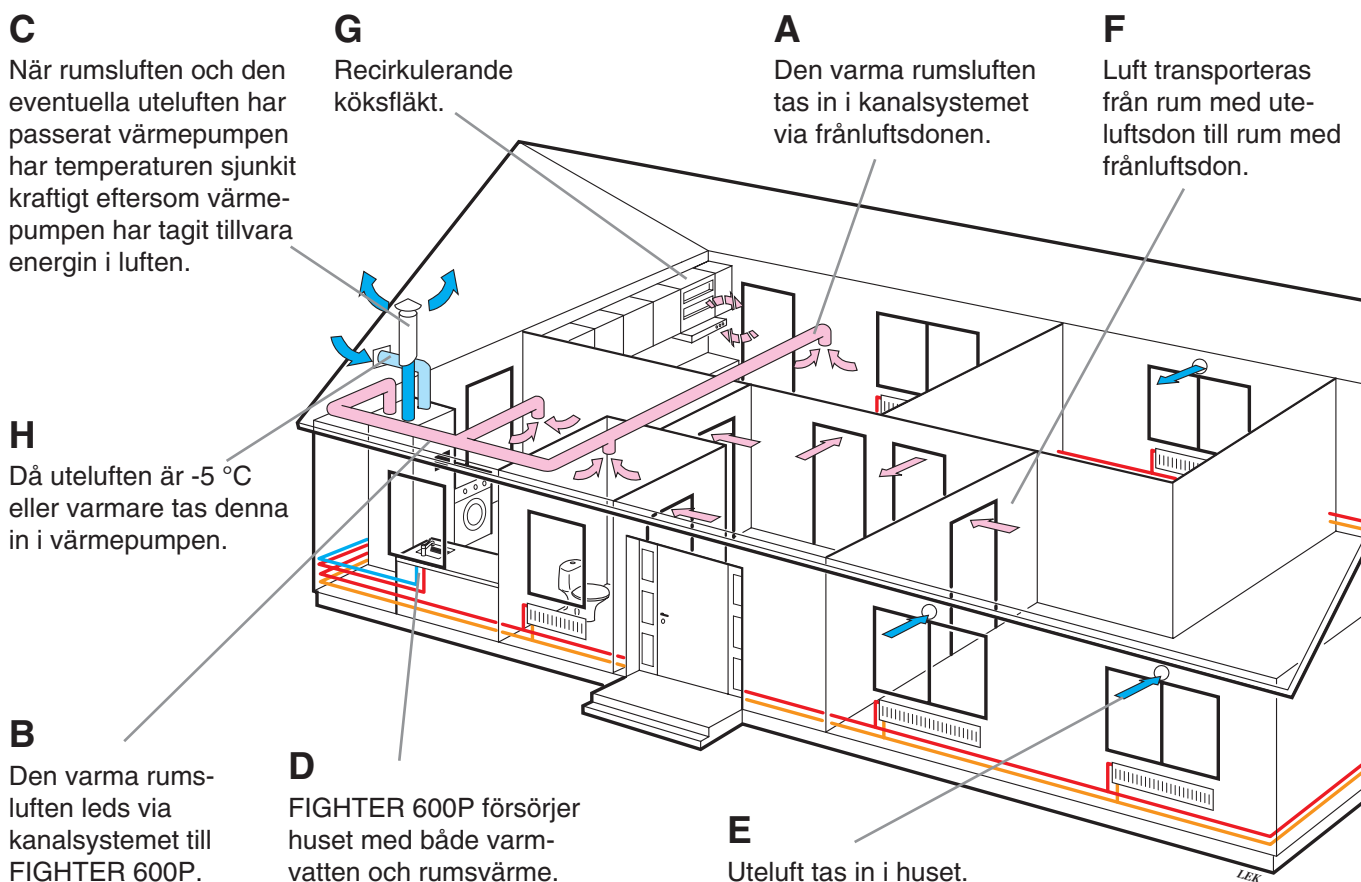 C
När rumsluften och den
eventuella uteluften har
passerat värmepumpen
har temperaturen sjunkit
kraftigt eftersom värme-
pumpen har tagit tillvara
energin i luften.
G
Recirkulerande
köksfläkt.
A
Den varma rumsluften
tas in i kanalsystemet
via frånluftsdonen.
F
Luft transporteras
från rum med ute-
luftsdon till rum med
frånluftsdon.
H
Då uteluften är -5 °C
eller varmare tas denna
in i värmepumpen.
B
Den varma rums-
luften leds via
kanalsystemet till
FIGHTER 600P.
D
FIGHTER 600P försörjer
huset med både varm-
vatten och rumsvärme.
E
Uteluft tas in i huset.
LEK